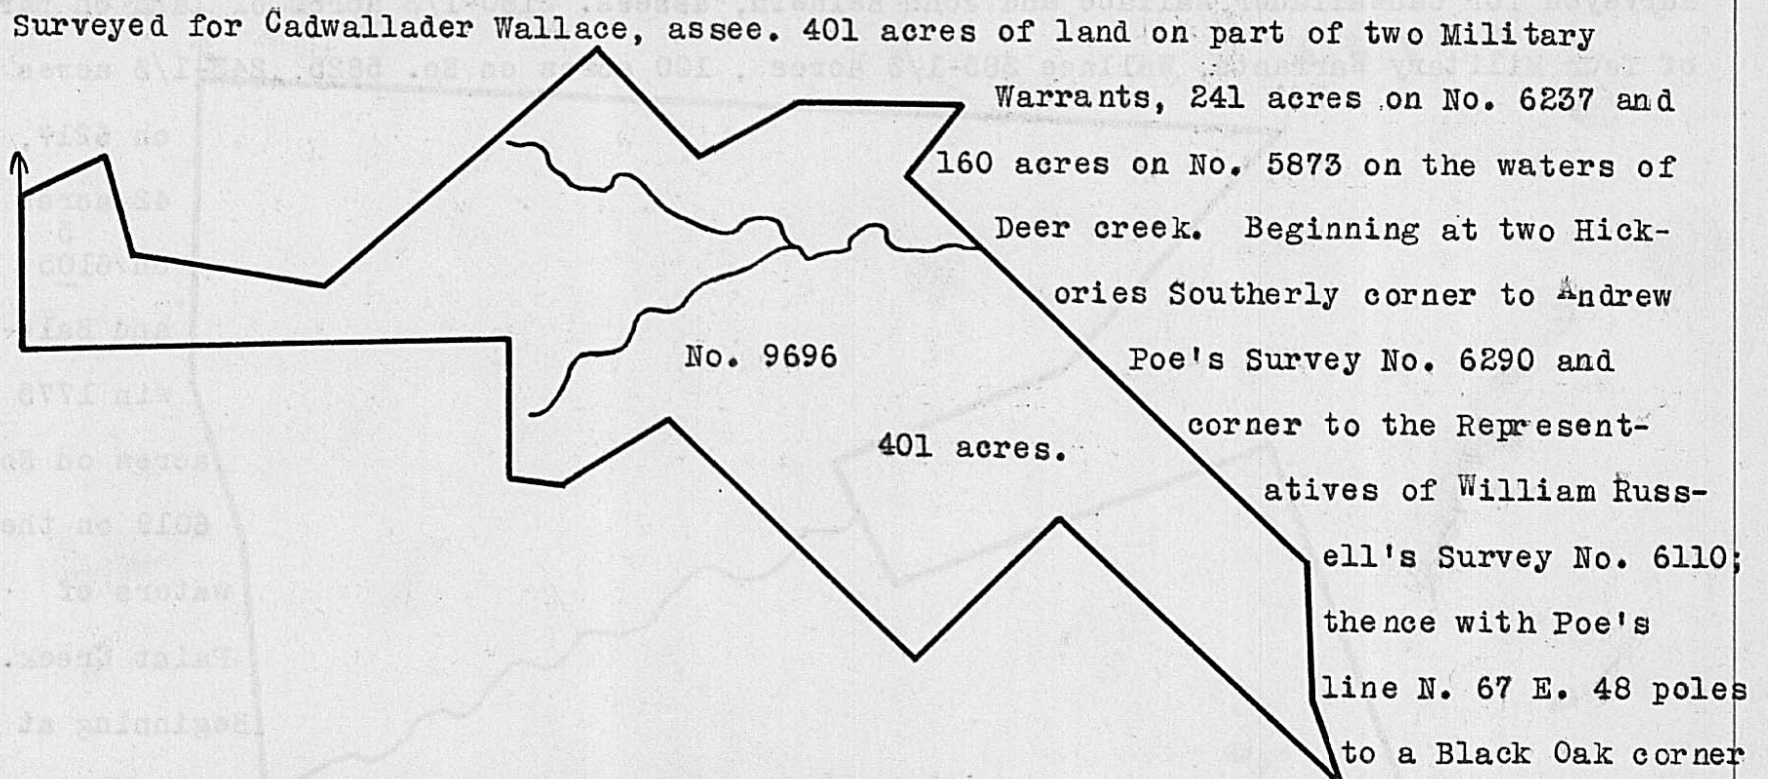 Surveyed for Cadwallader Wallace, assee. 401 acres of land on part of two Military
Warrants, 241 acres on No. 6237 and
160 acres on No. 5873 on the waters of
Deer creek. Beginning at two Hick-
ories Southerly corner to Andrew
No. 9696
Poe's Survey No. 6290 and
corner to the Represent-
401 acres.
atives of William Russ-
ell's Survey No. 6110;
thence with Poe's
line N. 67 E. 48 poles
to a Black Oak corner